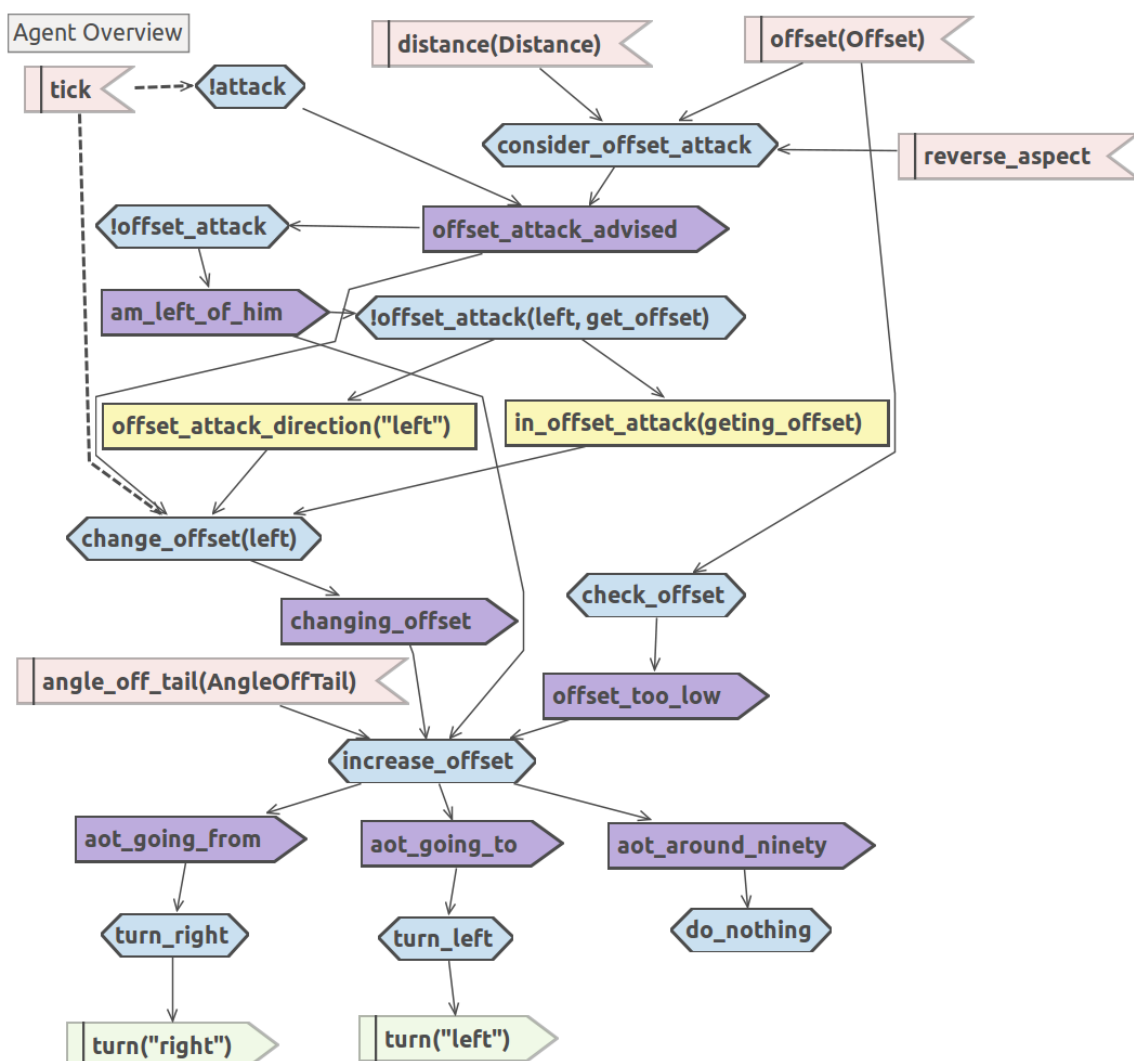 Agent Overview
distance(Distance)
offset(Offset)
tick
!attack
consider_offset_attack
reverse_aspect
!offset_attack
offset_attack_advised
am_left_of_him
!offset_attack(left, get_offset)
offset_attack_direction("left")
in_offset_attack(geting_offset)
change_offset(left)
check_offset
changing_offset
angle_off_tail(AngleOffTail)
offset_too_low
increase_offset
aot_going_from
aot_going_to
aot_around_ninety
turn_right
turn_left
do_nothing
turn("right")
turn("left")